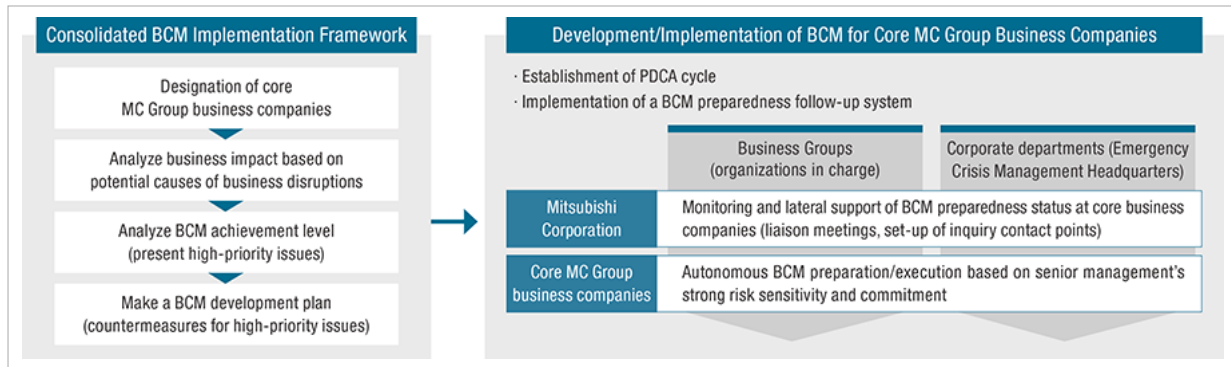 Consolidated BCM Implementation Framework
Designation of core
MC Group business companies
Analyze business impact based on
potential causes of business disruptions
Analyze BCM achievement level
(present high-priority issues)
Make a BCM development plan
(countermeasures for high-priority issues)
Development/Implementation of BCM for Core MC Group Business Companies
· Establishment of PDCA cycle
· Implementation of a BCM preparedness follow-up system
Business Groups
(organizations in charge)
Corporate departments (Emergency
Crisis Management Headquarters)
Mitsubishi
Corporation
Monitoring and lateral support of BCM preparedness status at core business
companies (liaison meetings, set-up of inquiry contact points)
Core MC Group
business companies
Autonomous BCM preparation/execution based on senior management's
strong risk sensitivity and commitment